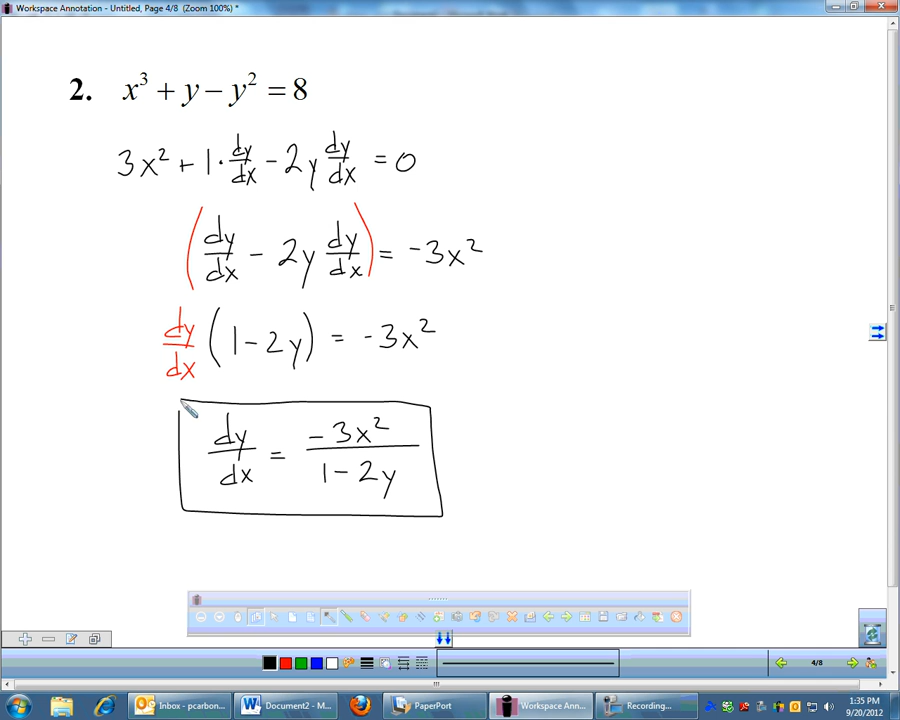 Workspace Annotation - Untitled, Page 4/8 (Zoom 100%) *
2. x³ + y − y² = 8
3x² + 1 · dy/dx − 2y dy/dx = 0
(dy/dx − 2y dy/dx) = -3x²
dy/dx (1 − 2y) = -3x²
dy/dx = -3x² / 1 − 2y
4/8
Inbox - pcarbon...
Document2 - M...
PaperPort
Workspace Ann...
Recording...
1:35 PM
9/20/2012